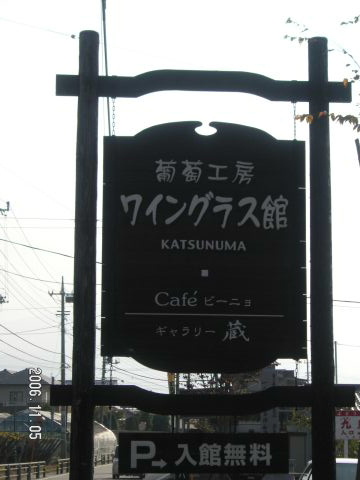 葡萄工房
ワイングラス館
KATSUNUMA
Café ビーニョ
ギャラリー 蔵
P→入館無料
2006.11.05